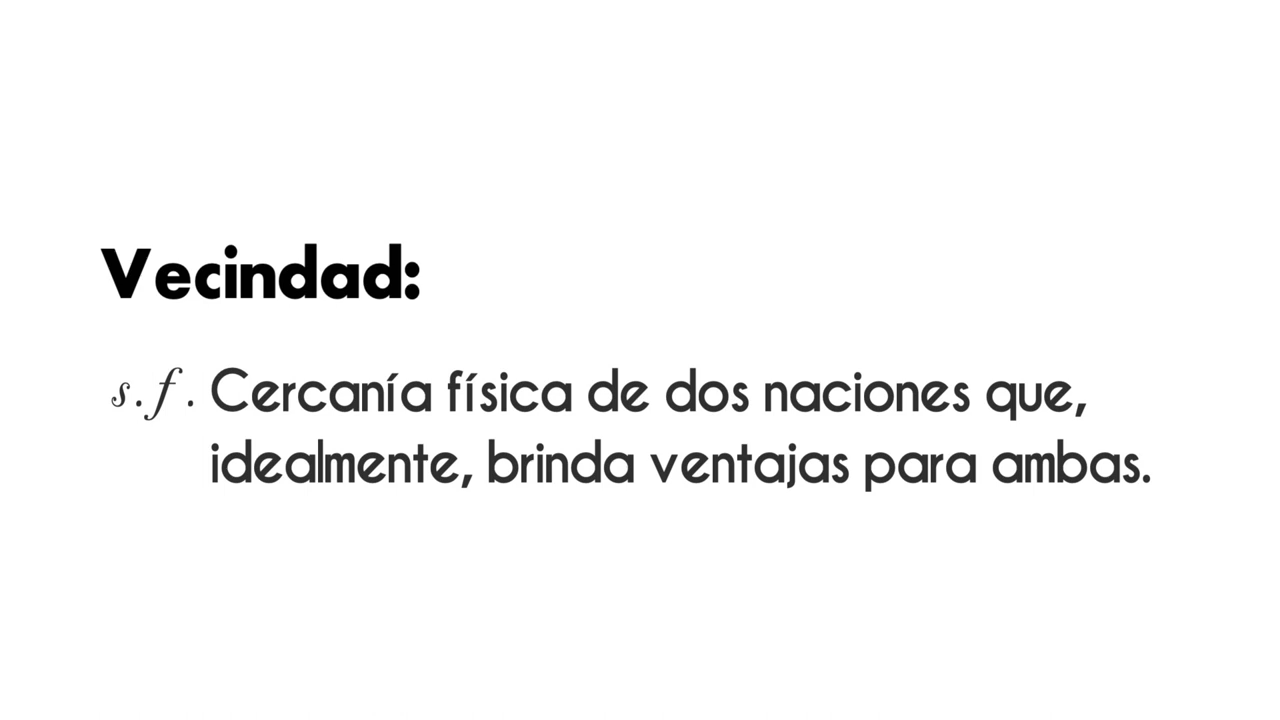 Vecindad:
s.f. Cercanía física de dos naciones que,
idealmente, brinda ventajas para ambas.